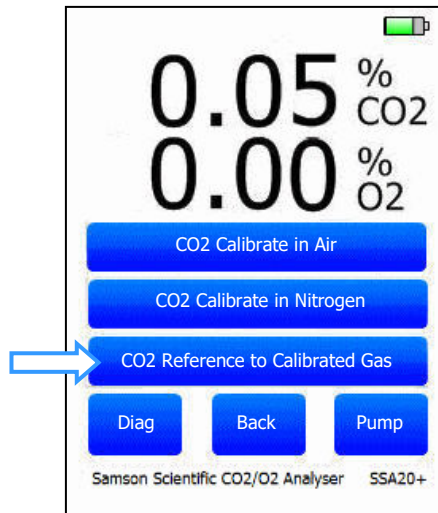 0.05 % CO2
0.00 % O2
CO2 Calibrate in Air
CO2 Calibrate in Nitrogen
CO2 Reference to Calibrated Gas
Diag Back Pump
Samson Scientific CO2/O2 Analyser SSA20+